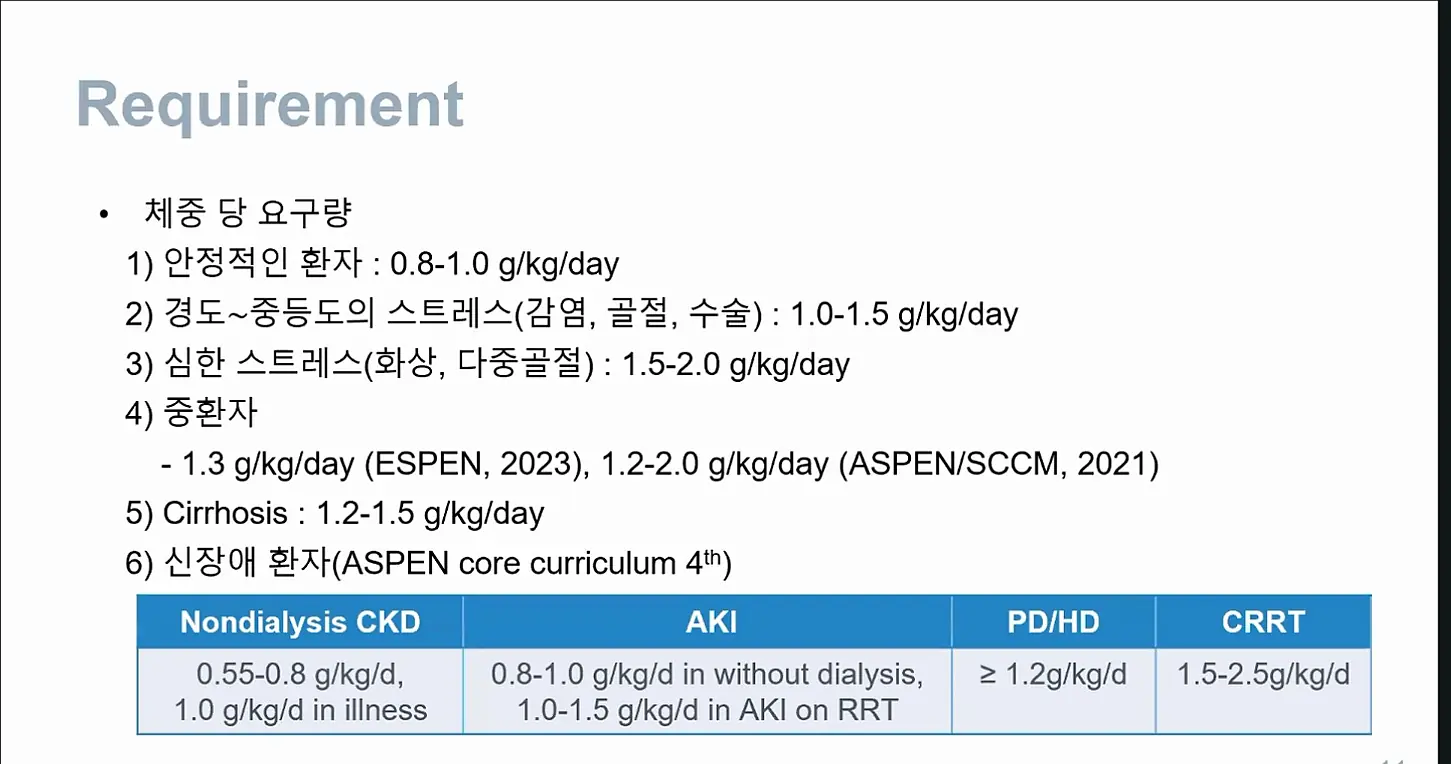 Requirement
• 체중 당 요구량
1) 안정적인 환자 : 0.8-1.0 g/kg/day
2) 경도~중등도의 스트레스(감염, 골절, 수술) : 1.0-1.5 g/kg/day
3) 심한 스트레스(화상, 다중골절) : 1.5-2.0 g/kg/day
4) 중환자
- 1.3 g/kg/day (ESPEN, 2023), 1.2-2.0 g/kg/day (ASPEN/SCCM, 2021)
5) Cirrhosis : 1.2-1.5 g/kg/day
6) 신장애 환자(ASPEN core curriculum 4th)
Nondialysis CKD AKI PD/HD CRRT
0.55-0.8 g/kg/d, 0.8-1.0 g/kg/d in without dialysis, ≥ 1.2g/kg/d 1.5-2.5g/kg/d
1.0 g/kg/d in illness 1.0-1.5 g/kg/d in AKI on RRT